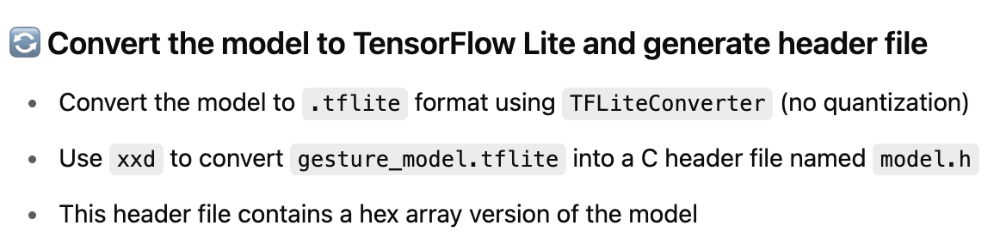 🔄 Convert the model to TensorFlow Lite and generate header file
• Convert the model to .tflite format using TFLiteConverter (no quantization)
• Use xxd to convert gesture_model.tflite into a C header file named model.h
• This header file contains a hex array version of the model